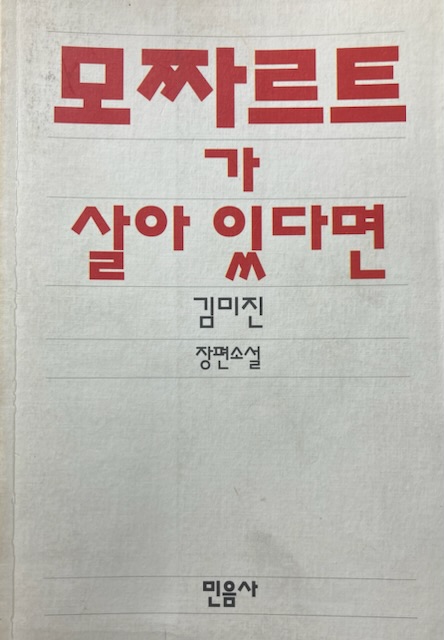 모짜르트
가
살아 있다면
김미진
장편소설
민음사